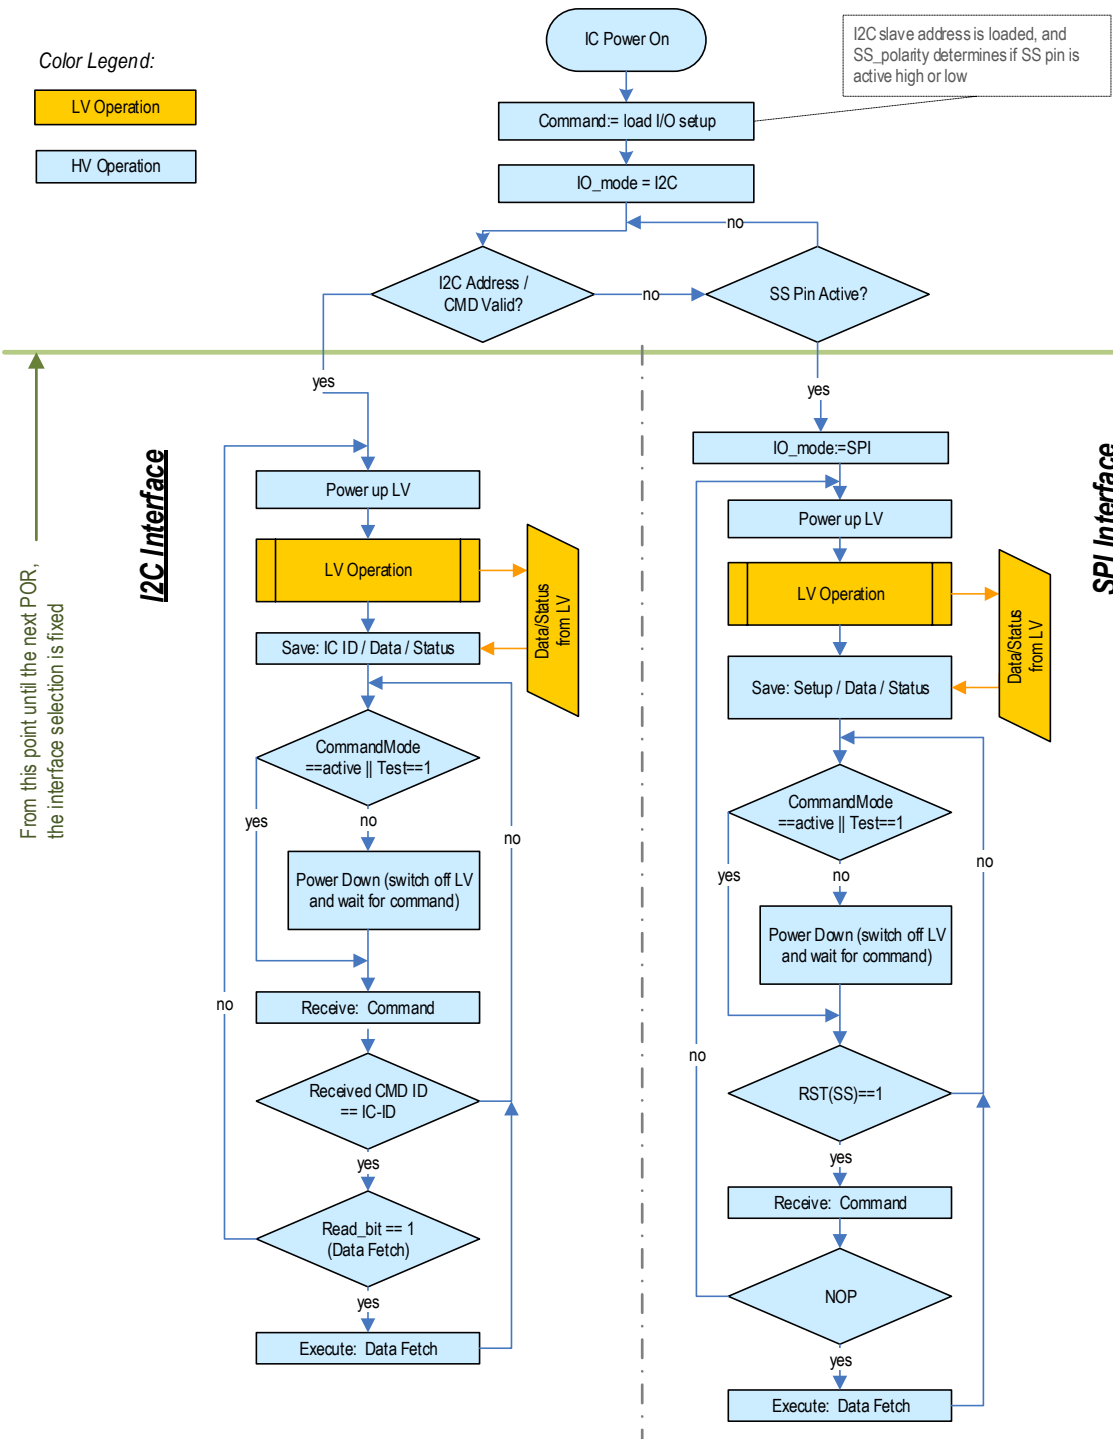 IC Power On
I2C slave address is loaded, and
SS_polarity determines if SS pin is
active high or low
Color Legend:
LV Operation
HV Operation
Command:= load I/O setup
IO_mode = I2C
no
I2C Address /
CMD Valid?
no
SS Pin Active?
yes
yes
From this point until the next POR,
the interface selection is fixed
I2C Interface
Power up LV
LV Operation
Data/Status
from LV
Save: IC ID / Data / Status
CommandMode
==active || Test==1
yes
no
no
Power Down (switch off LV
and wait for command)
no
Receive: Command
Received CMD ID
== IC-ID
yes
Read_bit == 1
(Data Fetch)
yes
Execute: Data Fetch
SPI Interface
IO_mode:=SPI
Power up LV
LV Operation
Data/Status
from LV
Save: Setup / Data / Status
CommandMode
==active || Test==1
yes
no
no
Power Down (switch off LV
and wait for command)
no
RST(SS)==1
yes
Receive: Command
NOP
yes
Execute: Data Fetch